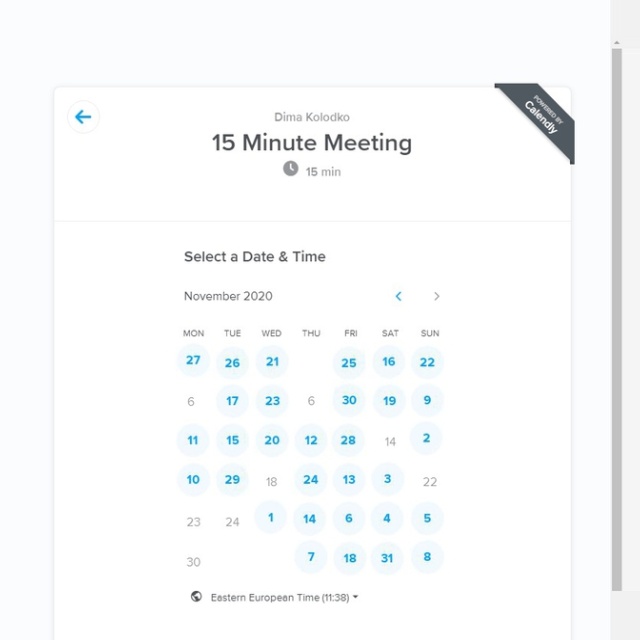 POWERED BY
Calendly
Dima Kolodko
15 Minute Meeting
15 min
Select a Date & Time
November 2020
MON TUE WED THU FRI SAT SUN
27 26 21 25 16 22
6 17 23 6 30 19 9
11 15 20 12 28 14 2
10 29 18 24 13 3 22
23 24 1 14 6 4 5
30 7 18 31 8
Eastern European Time (11:38)